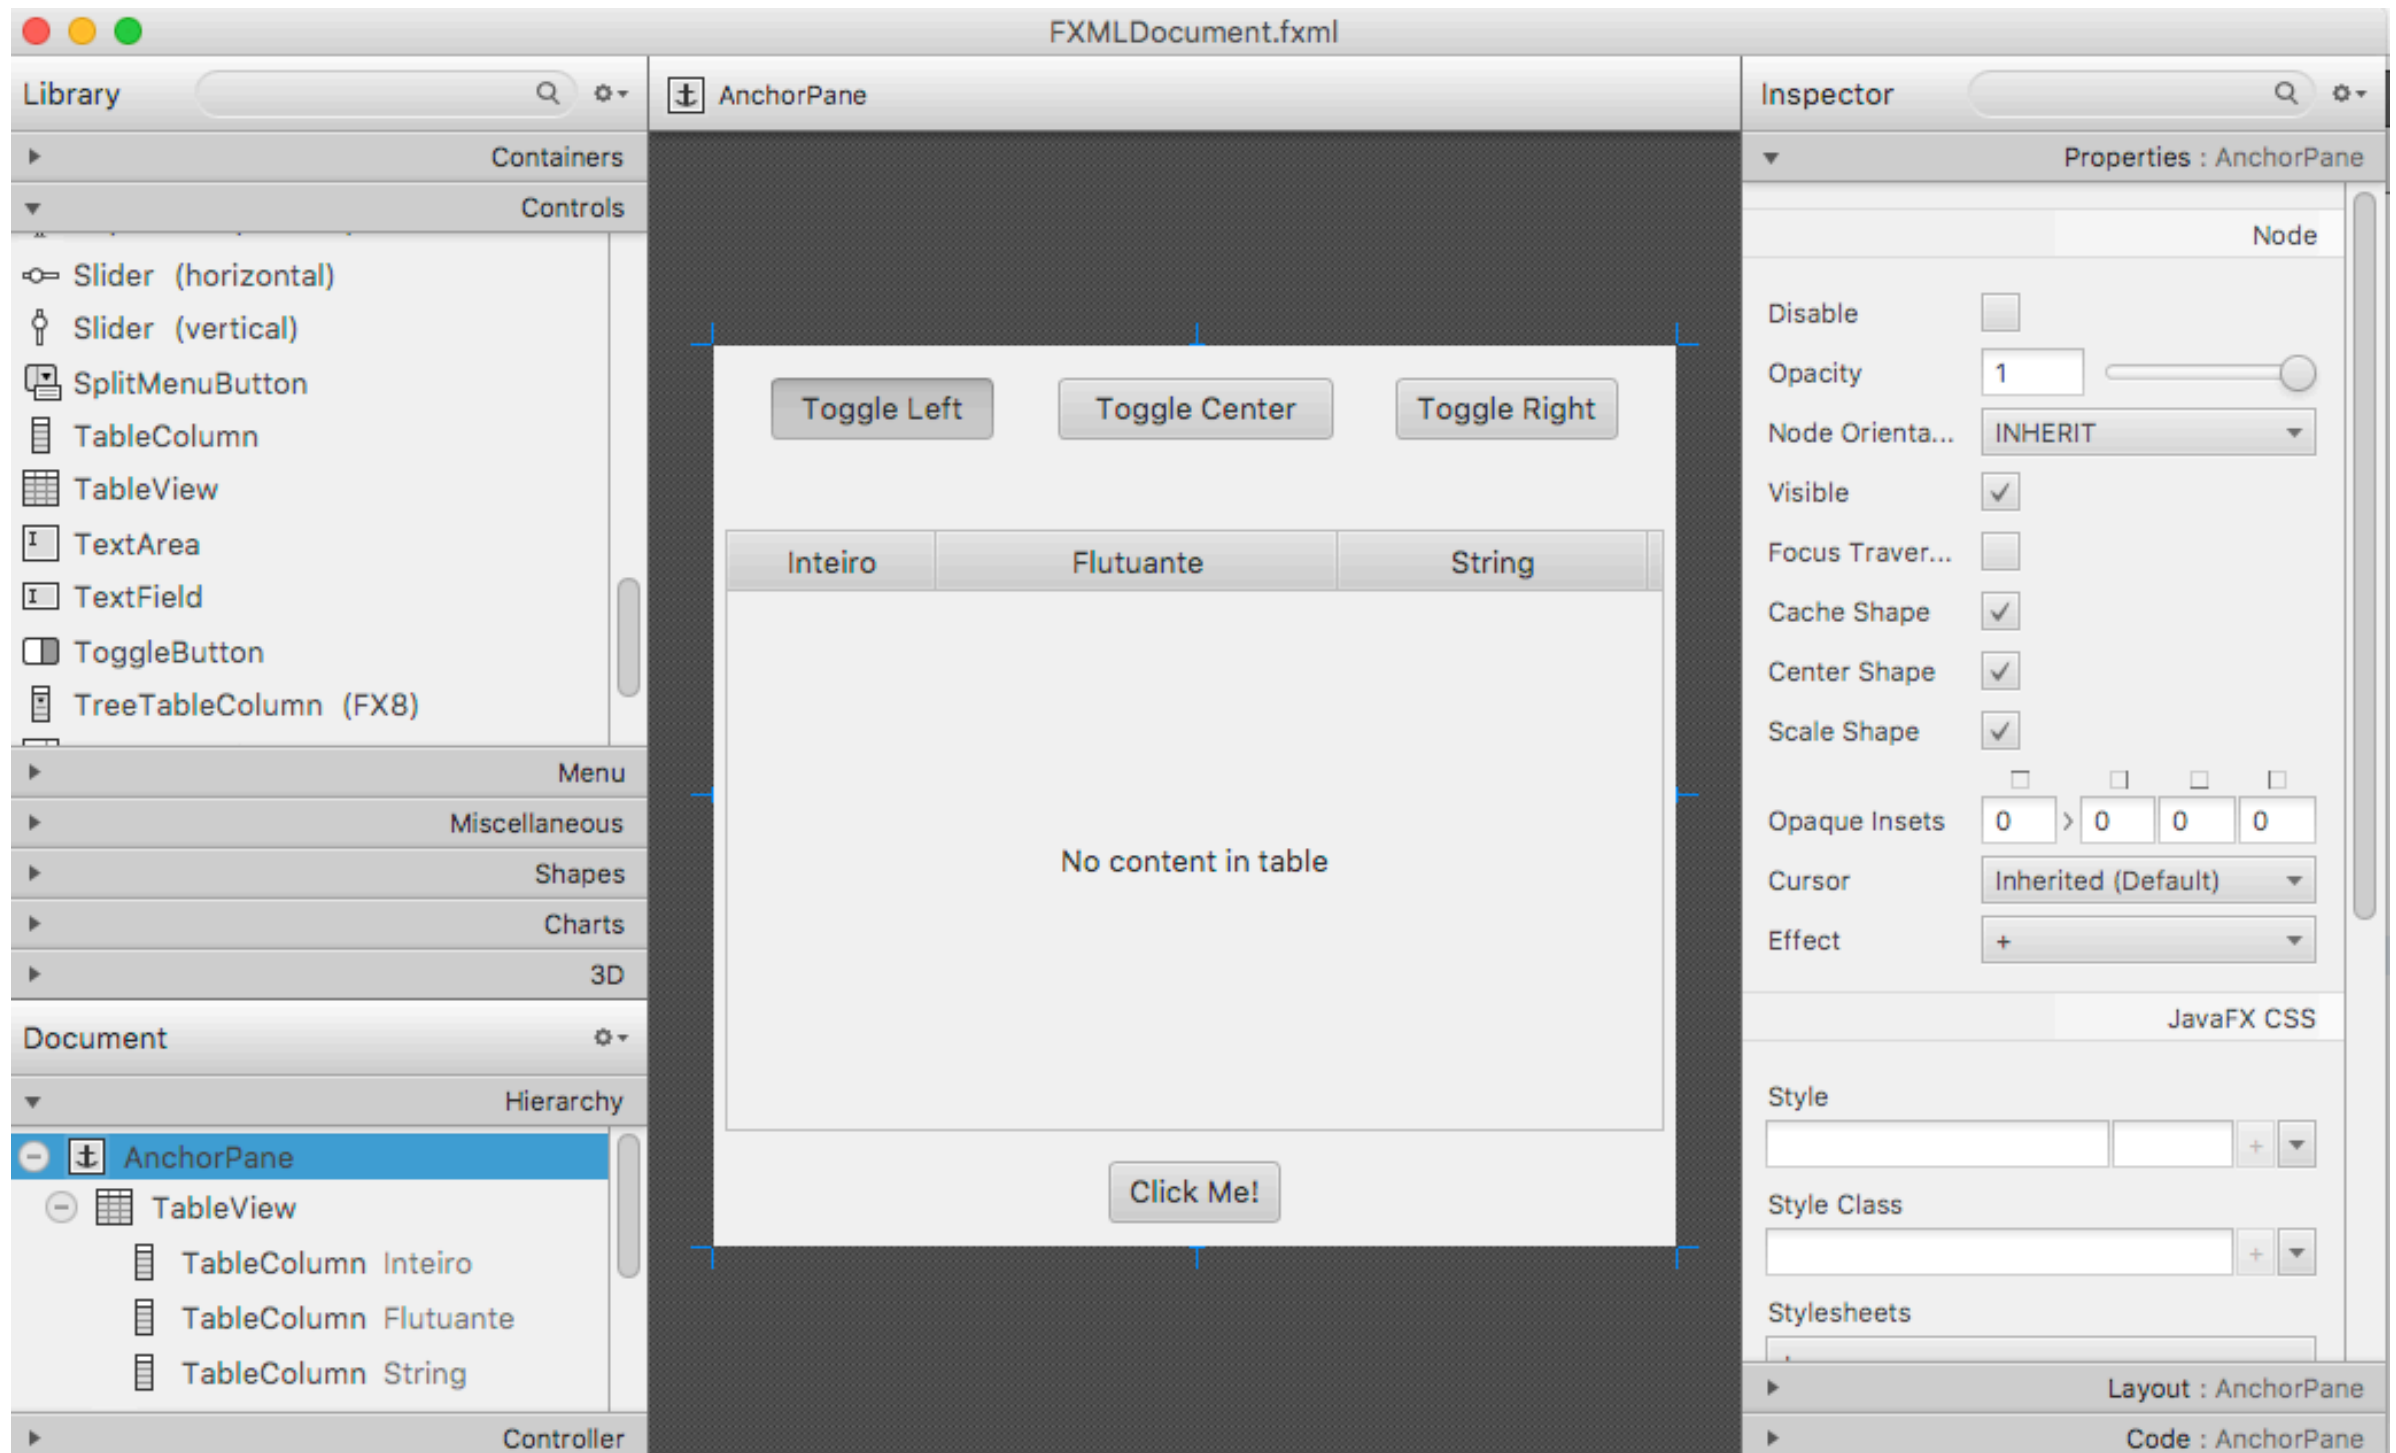 FXMLDocument.fxml
Library
Containers
Controls
Slider (horizontal)
Slider (vertical)
SplitMenuButton
TableColumn
TableView
TextArea
TextField
ToggleButton
TreeTableColumn (FX8)
Menu
Miscellaneous
Shapes
Charts
3D
Document
Hierarchy
AnchorPane
TableView
TableColumn Inteiro
TableColumn Flutuante
TableColumn String
Controller
AnchorPane
Toggle Left Toggle Center Toggle Right
Inteiro Flutuante String
No content in table
Click Me!
Inspector
Properties : AnchorPane
Node
Disable
Opacity 1
Node Orienta... INHERIT
Visible
Focus Traver...
Cache Shape
Center Shape
Scale Shape
Opaque Insets 0 > 0 0 0
Cursor Inherited (Default)
Effect +
JavaFX CSS
Style
+
Style Class
+
Stylesheets
Layout : AnchorPane
Code : AnchorPane